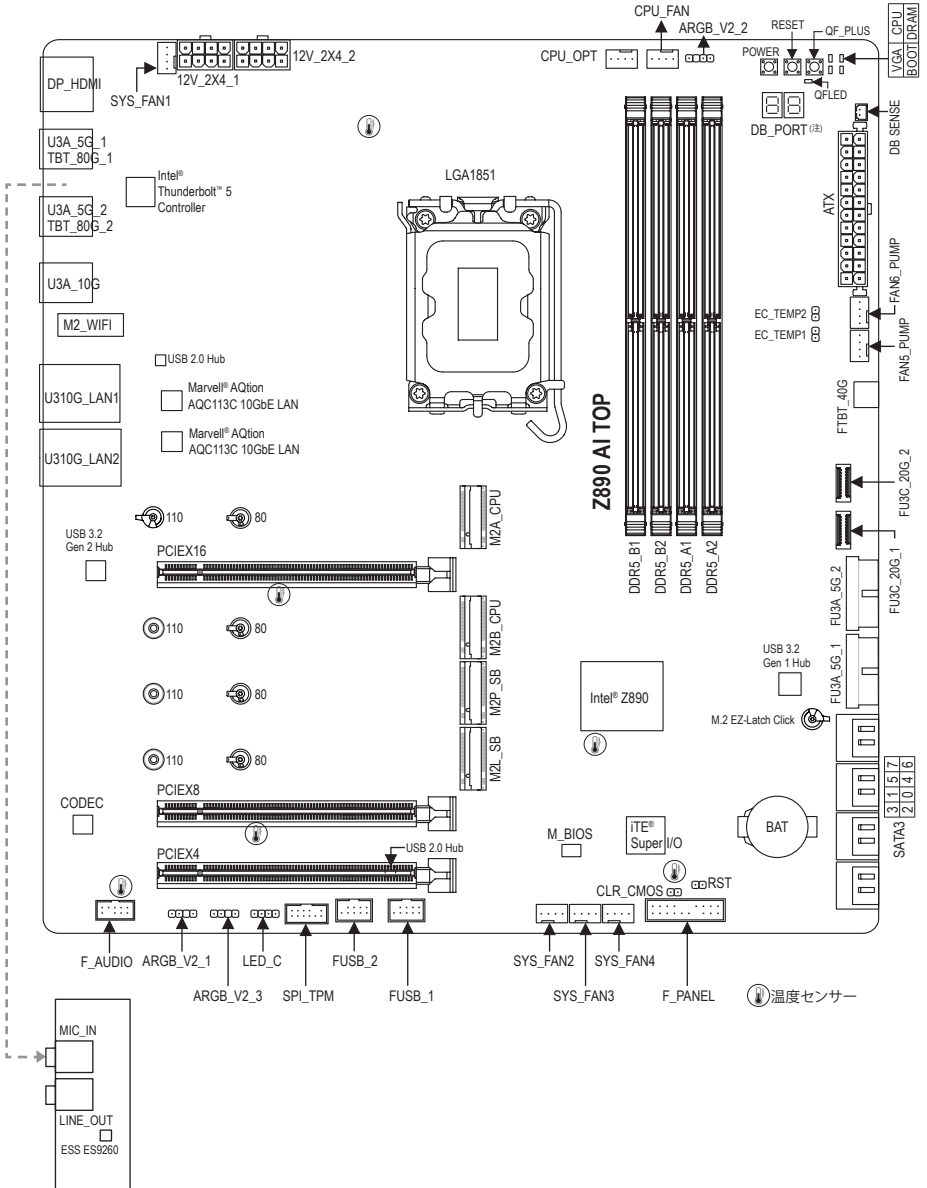 CPU_FAN
ARGB_V2_2
RESET
QF_PLUS
CPU
DRAM
VGA
BOOT
CPU_OPT
POWER
12V_2X4_1
12V_2X4_2
SYS_FAN1
DP_HDMI
QFLED
DB_PORT(注)
DB SENSE
U3A_5G_1
TBT_80G_1
Intel®
Thunderbolt™ 5
Controller
LGA1851
U3A_5G_2
TBT_80G_2
ATX
U3A_10G
FAN6_PUMP
M2_WIFI
EC_TEMP2
EC_TEMP1
FAN5_PUMP
USB 2.0 Hub
U310G_LAN1
Marvell® AQtion
AQC113C 10GbE LAN
FTBT_40G
Z890 AI TOP
U310G_LAN2
Marvell® AQtion
AQC113C 10GbE LAN
FU3C_20G_2
110
80
M2A_CPU
USB 3.2
Gen 2 Hub
PCIEX16
DDR5_B1
DDR5_B2
DDR5_A1
DDR5_A2
FU3C_20G_1
FU3A_5G_2
110
80
M2B_CPU
USB 3.2
Gen 1 Hub
FU3A_5G_1
110
80
M2P_SB
Intel® Z890
M.2 EZ-Latch Click
110
80
M2L_SB
3 1 5 7
2 0 4 6
SATA3
PCIEX8
CODEC
M_BIOS
iTE®
Super I/O
BAT
PCIEX4
USB 2.0 Hub
CLR_CMOS
RST
F_AUDIO
ARGB_V2_1
LED_C
FUSB_2
SYS_FAN2
SYS_FAN4
ARGB_V2_3
SPI_TPM
FUSB_1
SYS_FAN3
F_PANEL
温度センサー
MIC_IN
LINE_OUT
ESS ES9260